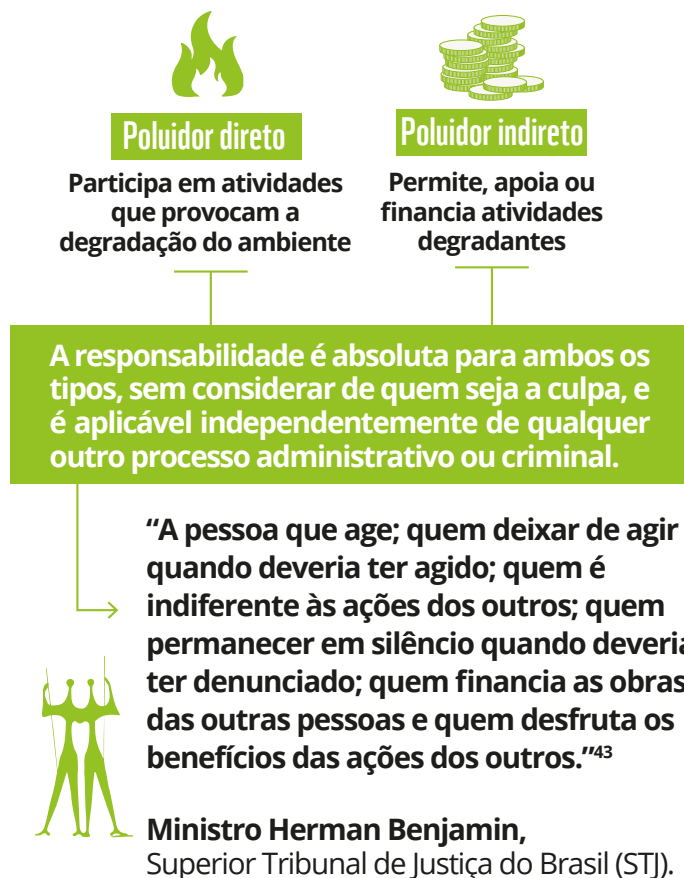 Poluidor direto
Participa em atividades
que provocam a
degradação do ambiente
Poluidor indireto
Permite, apoia ou
financia atividades
degradantes
A responsabilidade é absoluta para ambos os
tipos, sem considerar de quem seja a culpa, e
é aplicável independentemente de qualquer
outro processo administrativo ou criminal.
“A pessoa que age; quem deixar de agir
quando deveria ter agido; quem é
indiferente às ações dos outros; quem
permanecer em silêncio quando deveria
ter denunciado; quem financia as obras
das outras pessoas e quem desfruta os
benefícios das ações dos outros.”43
Ministro Herman Benjamin,
Superior Tribunal de Justiça do Brasil (STJ).